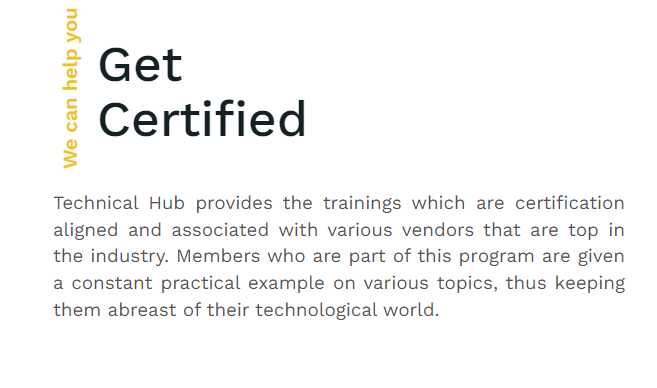 We can help you
Get
Certified
Technical Hub provides the trainings which are certification
aligned and associated with various vendors that are top in
the industry. Members who are part of this program are given
a constant practical example on various topics, thus keeping
them abreast of their technological world.